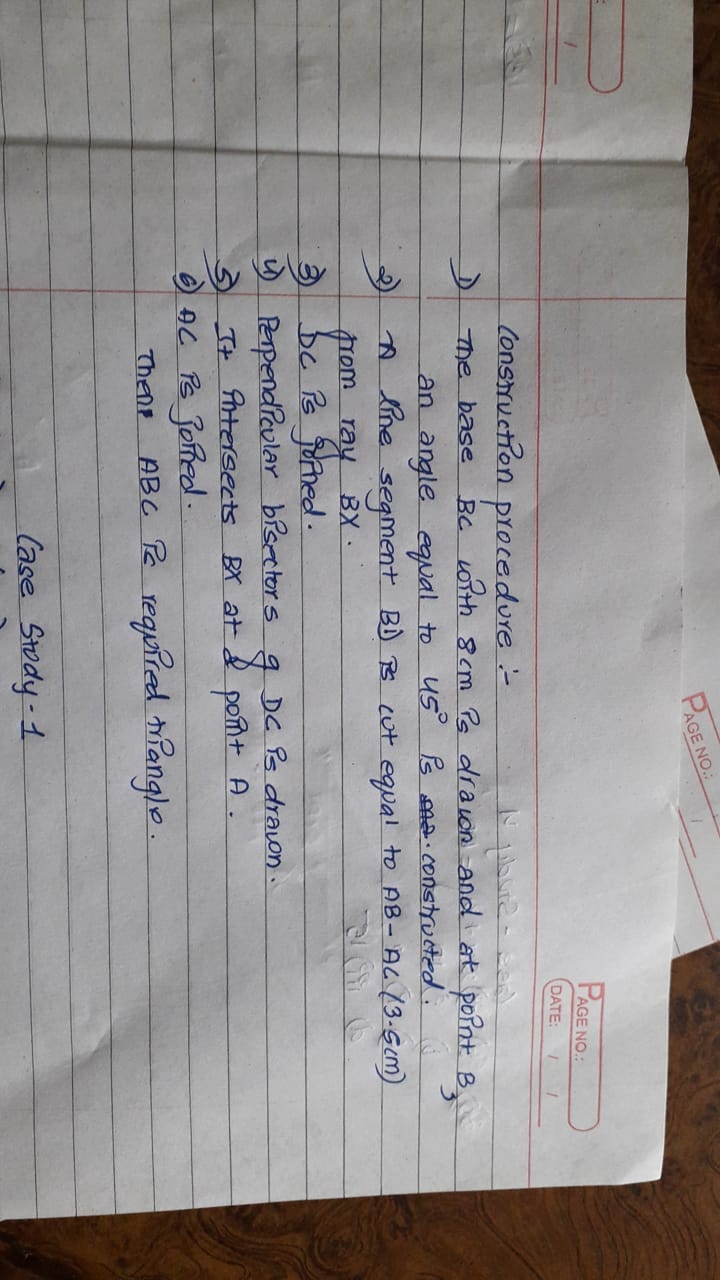 PAGE NO.:
PAGE NO.:
DATE: / /
Construction procedure :-
1) The base BC with 8cm is drawn and at point B,
an angle equal to 45° is constructed.
2) A line segment BD is cut equal to AB - AC (3.5cm)
from ray BX.
3) DC is joined.
4) Perpendicular bisectors of DC is drawn.
5) It intersects BX at point A.
6) AC is joined.
Then ABC is required triangle.
Case Study - 1